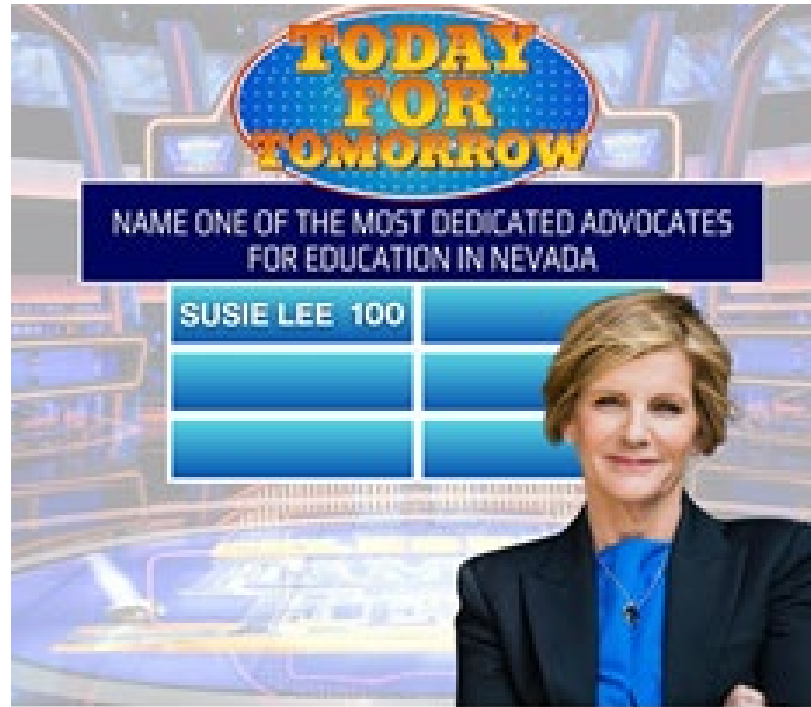 TODAY
FOR
TOMORROW
NAME ONE OF THE MOST DEDICATED ADVOCATES
FOR EDUCATION IN NEVADA
SUSIE LEE 100